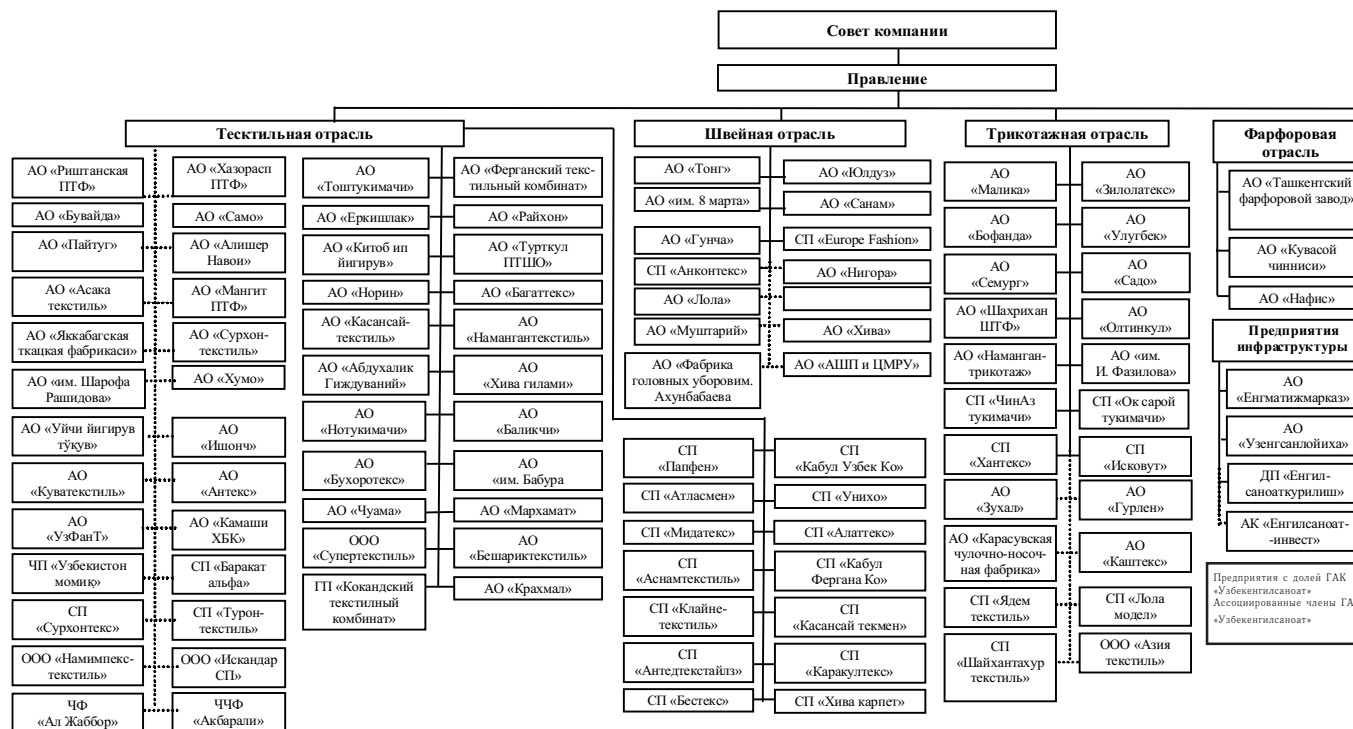 Совет компании
Правление
Тесктильная отрасль
АО «Риштанская
ПТФ»
АО «Бувайда»
АО «Пайтуг»
АО «Асака
текстиль»
АО «Яккабагская
ткацкая фабрикаси»
АО «им. Шарофа
Рашидова»
АО «Уйчи йигирув
тўқув»
АО
«Куватекстиль
АО
«УзФанТ»
ЧП «Узбекистон
момиқ»
СП
«Сурхонтекс»
ООО «Намимпекс-
текстиль»
ЧФ
«Ал Жаббор»
АО «Хазорасп
ПТФ»
АО «Само»
АО «Алишер
Навои»
АО «Мангит
ПТФ»
АО «Сурхон-
текстиль»
АО «Хумо»
АО
«Ишонч»
АО
«Антекс»
АО «Камаши
ХБК»
СП «Баракат
альфа»
СП «Турон-
текстиль»
ООО «Искандар
СП»
ЧЧФ
«Акбарали»
АО
«Тоштукимачи»
АО «Еркишлак»
АО «Китоб ип
йигирув»
АО «Норин»
АО «Касансай-
текстиль»
АО «Абдухалик
Гиждуваний»
АО
«Нотукимачи»
АО
«Бухоротекс»
АО «Чуама»
ООО
«Супертекстиль»
ГП «Кокандский
текстилный
комбинат»
АО «Ферганский текс-
тильный комбинат»
АО «Райхон»
АО «Турткул
ПТШО»
АО «Багаттекс»
АО
«Намангантекстиль»
АО
«Хива гилами»
АО
«Баликчи»
АО
«им. Бабура
АО «Мархамат»
АО
«Бешариктекстиль»
АО «Крахмал»
Швейная отрасль
АО «Тонг»
АО «им. 8 марта»
АО «Гунча»
СП «Анконтекс»
АО «Лола»
АО «Муштарий»
АО «Фабрика
головных уборовим.
Ахунбабаева
АО «Юлдуз»
АО «Санам»
СП «Europe Fashion»
АО «Нигора»
АО «Хива»
АО «АШП и ЦМРУ»
СП
«Папфен»
СП «Атласмен»
СП «Мидатекс»
СП
«Аснамтекстиль»
СП «Клайне-
текстиль»
СП
«Антедтекстайлз»
СП «Бестекс»
СП
«Кабул Узбек Ко»
СП «Унихо»
СП «Алаттекс»
СП «Кабул
Фергана Ко»
СП
«Касансай текмен»
СП
«Каракултекс»
СП «Хива карпет»
Трикотажная отрасль
АО
«Малика»
АО
«Бофанда»
АО
«Семург»
АО «Шахрихан
ШТФ»
АО «Наманган-
трикотаж»
СП «ЧинАз
тукимачи»
СП
«Хантекс»
АО
«Зухал»
АО «Карасувская
чулочно-носоч-
ная фабрика»
СП «Ядем
текстиль»
СП
«Шайхантахур
текстиль»
АО
«Зилолатекс»
АО
«Улугбек»
АО
«Садо»
АО
«Олтинкул»
АО «им.
И. Фазилова»
СП «Ок сарой
тукимачи»
СП
«Исковут»
АО
«Гурлен»
АО
«Каштекс»
СП «Лола
модел»
ООО «Азия
текстиль»
Фарфоровая
отрасль
АО «Ташкентский
фарфоровой завод»
АО «Кувасой
чинниси»
АО «Нафис»
Предприятия
инфраструктуры
АО
«Енгматижмарказ»
АО
«Узенгсанлойиха»
ДП «Енгил-
саноаткурилиш»
АК «Енгилсаноат-
-инвест»
Предприятия с долей ГАК
«Узбекенгилсаноат»
Ассоциированные члены ГА
«Узбекенгилсаноат»